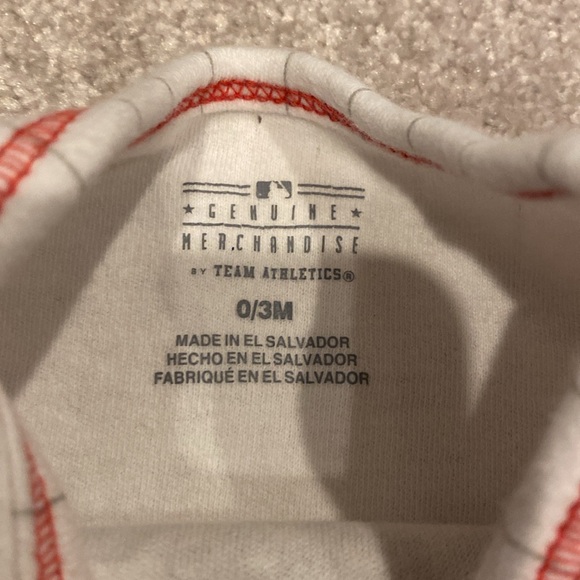 GENUINE
MERCHANDISE
BY TEAM ATHLETICS®
0/3M
MADE IN EL SALVADOR
HECHO EN EL SALVADOR
FABRIQUÉ EN EL SALVADOR